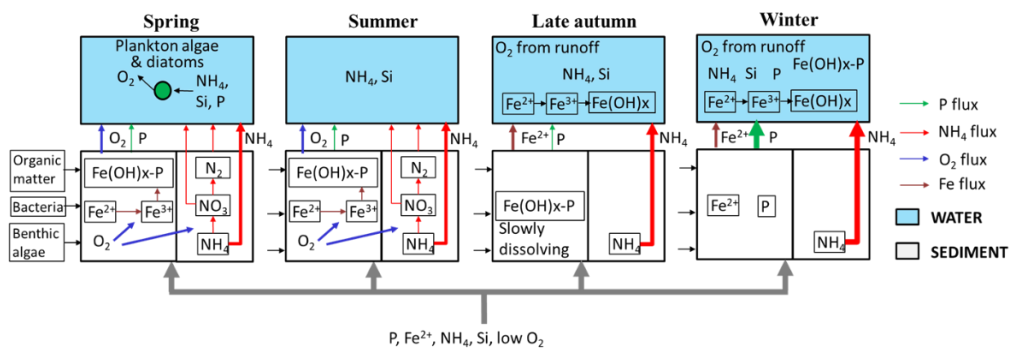 Spring
Summer
Late autumn
Winter
Plankton algae
& diatoms
O₂
NH₄,
Si, P
NH₄, Si
O₂ from runoff
NH₄, Si
Fe²⁺
Fe³⁺
Fe(OH)x
O₂ from runoff
NH₄ Si P
Fe(OH)x-P
Fe²⁺
Fe³⁺
Fe(OH)x
O₂
P
NH₄
O₂
P
NH₄
Fe²⁺
P
NH₄
Fe²⁺
P
NH₄
Organic
matter
Bacteria
Benthic
algae
Fe(OH)x-P
Fe²⁺
Fe³⁺
O₂
N₂
NO₃
NH₄
Fe(OH)x-P
Fe²⁺
Fe³⁺
O₂
N₂
NO₃
NH₄
Fe(OH)x-P
Slowly
dissolving
NH₄
Fe²⁺
P
NH₄
P flux
NH₄ flux
O₂ flux
Fe flux
WATER
SEDIMENT
P, Fe²⁺, NH₄, Si, low O₂